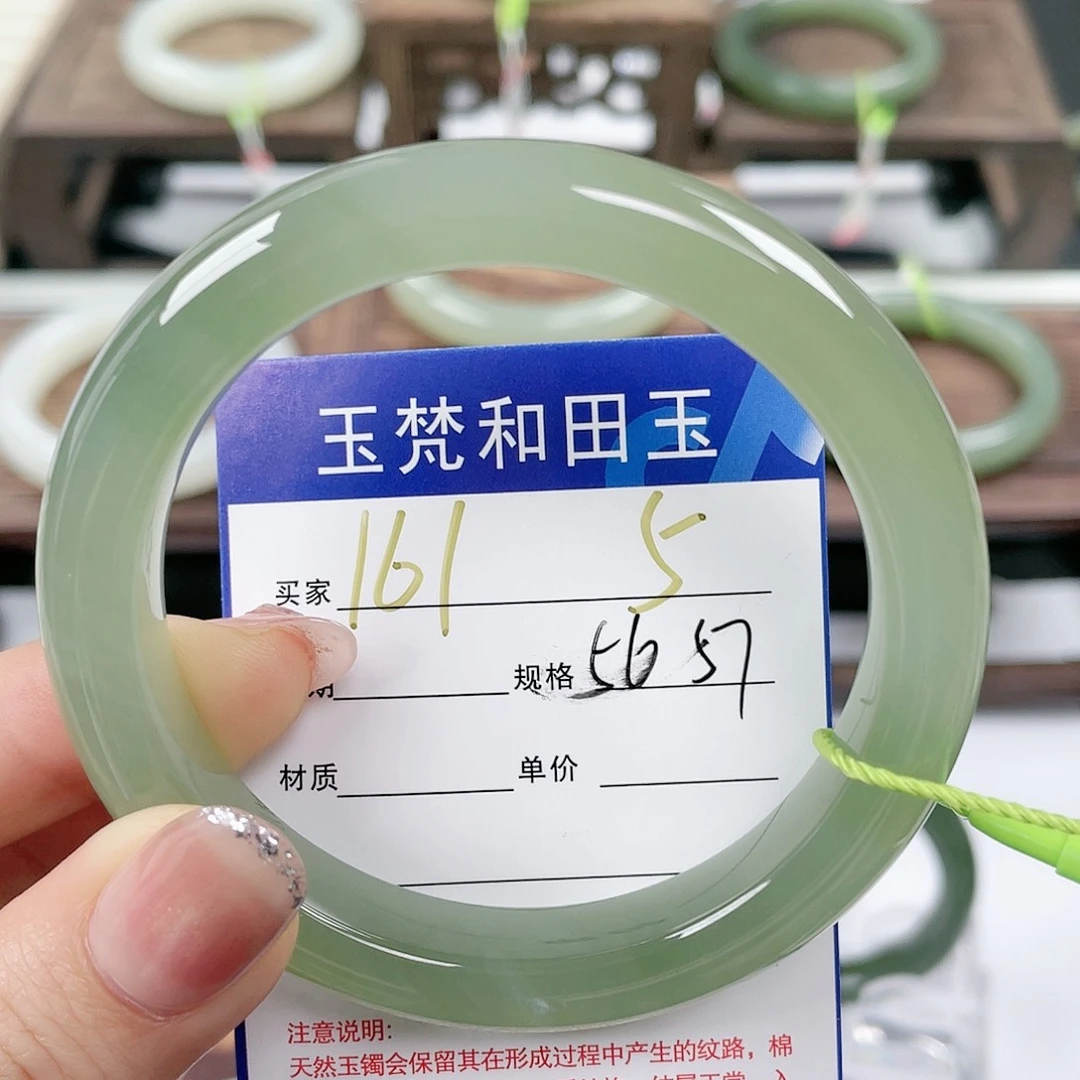 玉梵和田玉
买家 161 5
期 规格 56 57
材质 单价
注意说明:
天然玉镯会保留其在形成过程中产生的纹路，棉